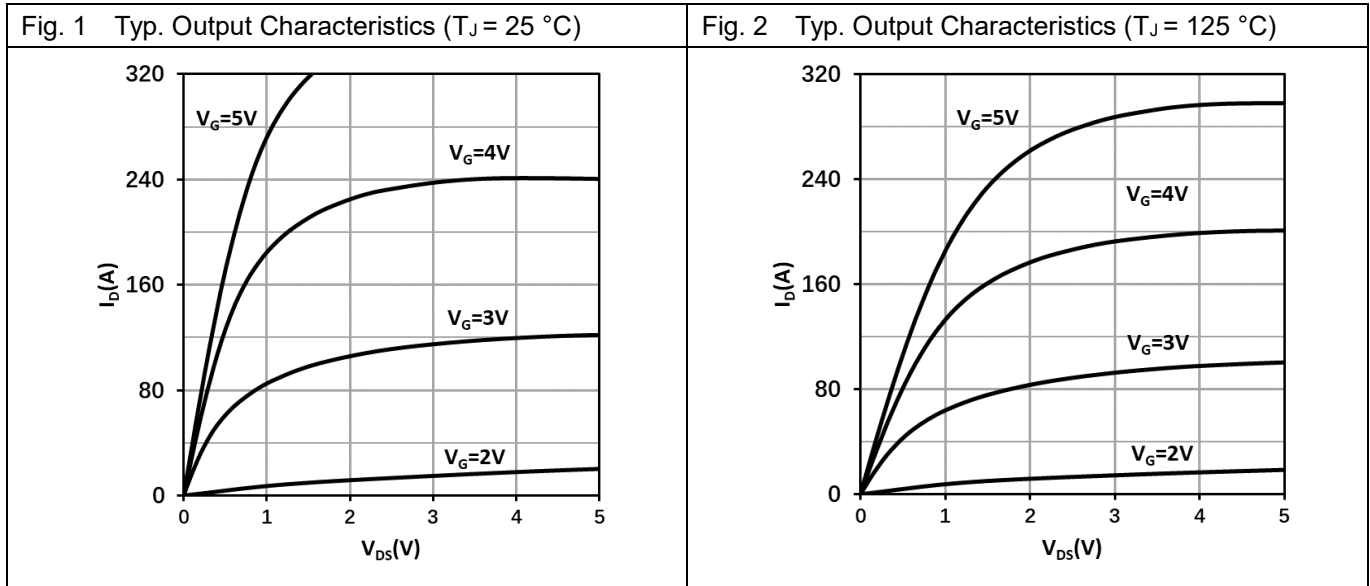 Fig. 1 Typ. Output Characteristics (TJ = 25 °C)
320
240
160
80
0
ID(A)
VG=5V
VG=4V
VG=3V
VG=2V
0 1 2 3 4 5
VDS(V)
Fig. 2 Typ. Output Characteristics (TJ = 125 °C)
320
240
160
80
0
ID(A)
VG=5V
VG=4V
VG=3V
VG=2V
0 1 2 3 4 5
VDS(V)